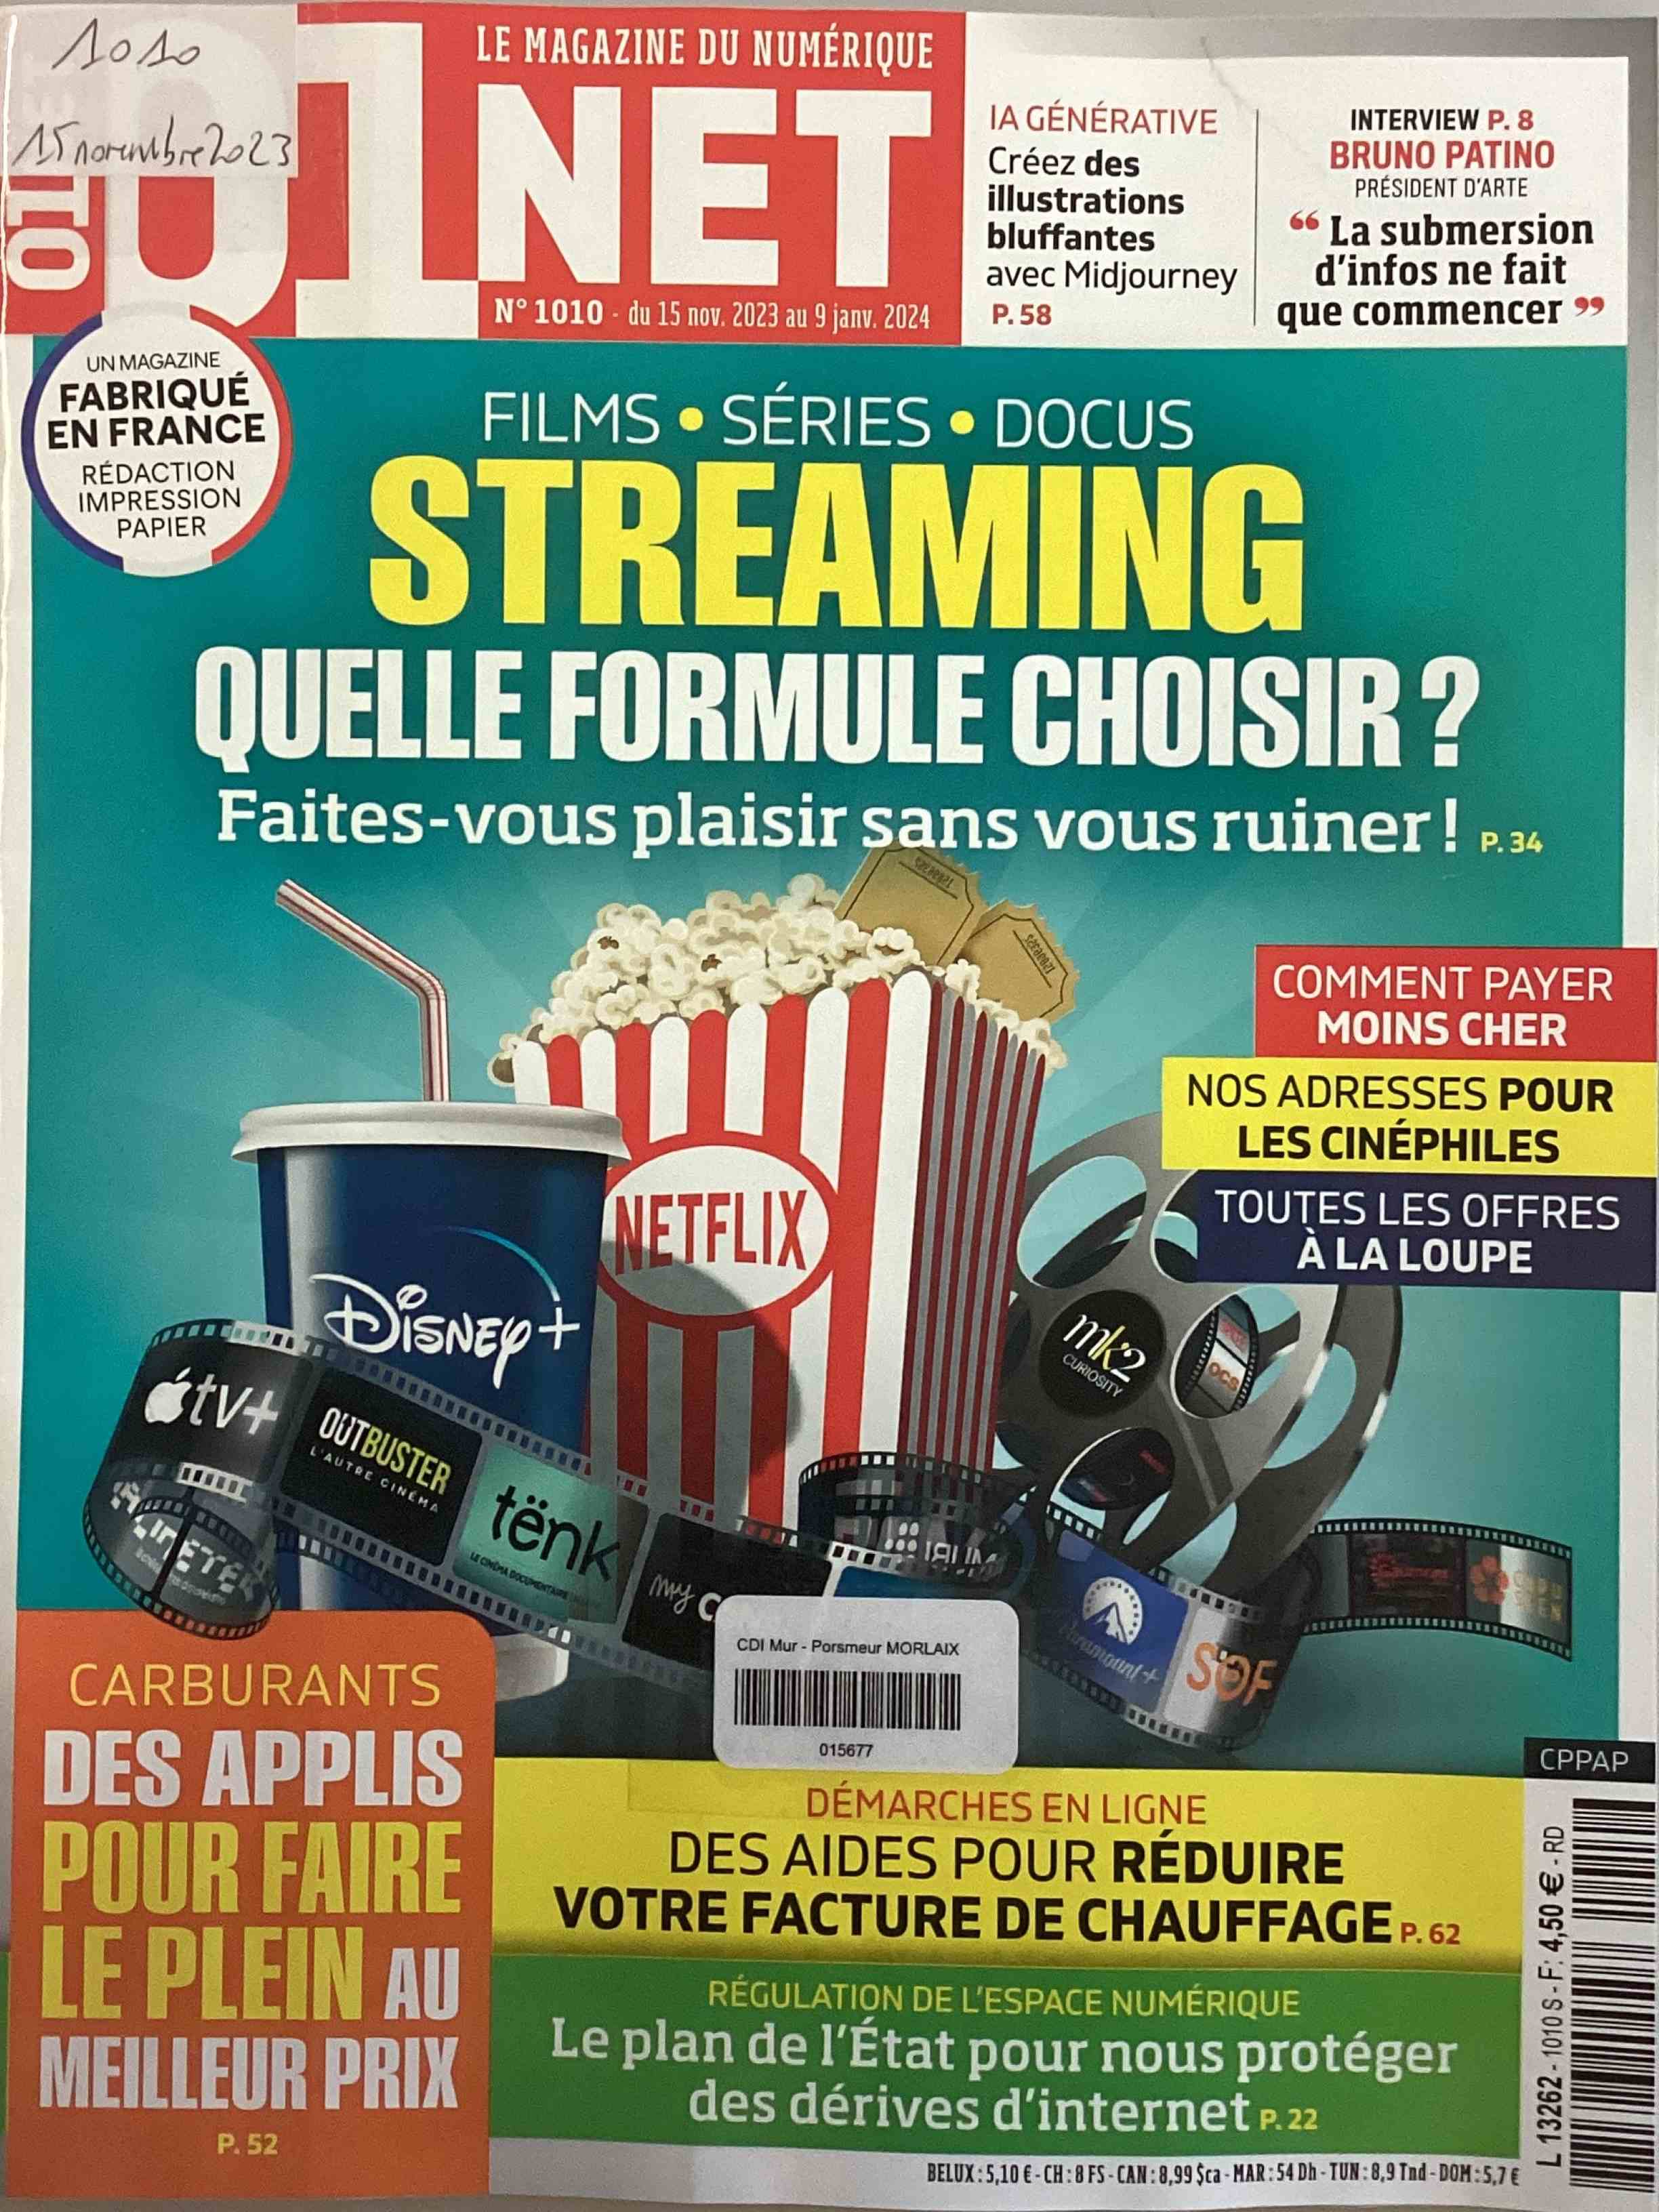 1010
15 novembre 2023
01NET
LE MAGAZINE DU NUMÉRIQUE
01NET
N° 1010 - du 15 nov. 2023 au 9 janv. 2024
IA GÉNÉRATIVE
Créez des
illustrations
bluffantes
avec Midjourney
P. 58
INTERVIEW P. 8
BRUNO PATINO
PRÉSIDENT D'ARTE
“ La submersion
d'infos ne fait
que commencer ”
UN MAGAZINE
FABRIQUÉ
EN FRANCE
RÉDACTION
IMPRESSION
PAPIER
FILMS • SÉRIES • DOCUS
STREAMING
QUELLE FORMULE CHOISIR ?
Faites-vous plaisir sans vous ruiner ! P. 34
COMMENT PAYER
MOINS CHER
NOS ADRESSES POUR
LES CINÉPHILES
TOUTES LES OFFRES
À LA LOUPE
NETFLIX
DISNEY+
mk2
CURIOSITY
OCS
tv+
OUTBUSTER
L'AUTRE CINÉMA
tënk
LE CINÉMA DOCUMENTAIRE
my c
MUBI
Paramount+
SOF
CDI Mur - Porsmeur MORLAIX
015677
CARBURANTS
DES APPLIS
POUR FAIRE
LE PLEIN AU
MEILLEUR PRIX
P. 52
DÉMARCHES EN LIGNE
DES AIDES POUR RÉDUIRE
VOTRE FACTURE DE CHAUFFAGE P. 62
RÉGULATION DE L'ESPACE NUMÉRIQUE
Le plan de l'État pour nous protéger
des dérives d'internet P. 22
CPPAP
L 13262 - 1010 S - F: 4,50 € - RD
BELUX : 5,10 € - CH : 8 FS - CAN : 8,99 $ca - MAR : 54 Dh - TUN : 8,9 Tnd - DOM : 5,7 €